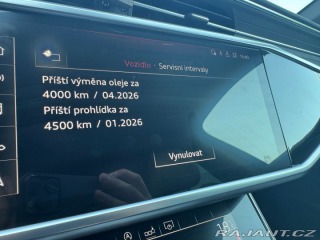 Vozidlo · Servisní intervaly
Příští výměna oleje za
4000 km / 04.2026
Příští prohlídka za
4500 km / 01.2026
Vynulovat
RAJAUT.CZ